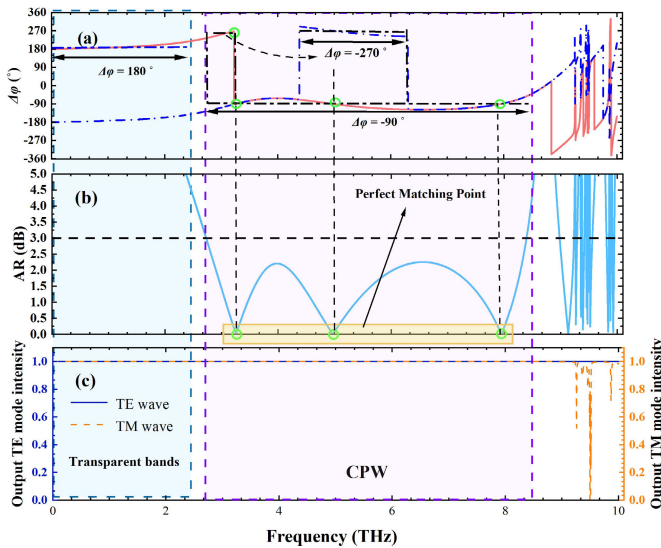 360
270
180
90
0
-90
-180
-270
-360
Δφ (°)
(a)
Δφ = 180 °
Δφ = -270 °
Δφ = -90 °
5.0
4.5
4.0
3.5
3.0
2.5
2.0
1.5
1.0
0.5
0.0
AR (dB)
(b)
Perfect Matching Point
1.0
0.8
0.6
0.4
0.2
0.0
Output TE mode intensity
(c)
TE wave
TM wave
Transparent bands
CPW
1.0
0.8
0.6
0.4
0.2
0.0
Output TM mode intensity
0 2 4 6 8 10
Frequency (THz)